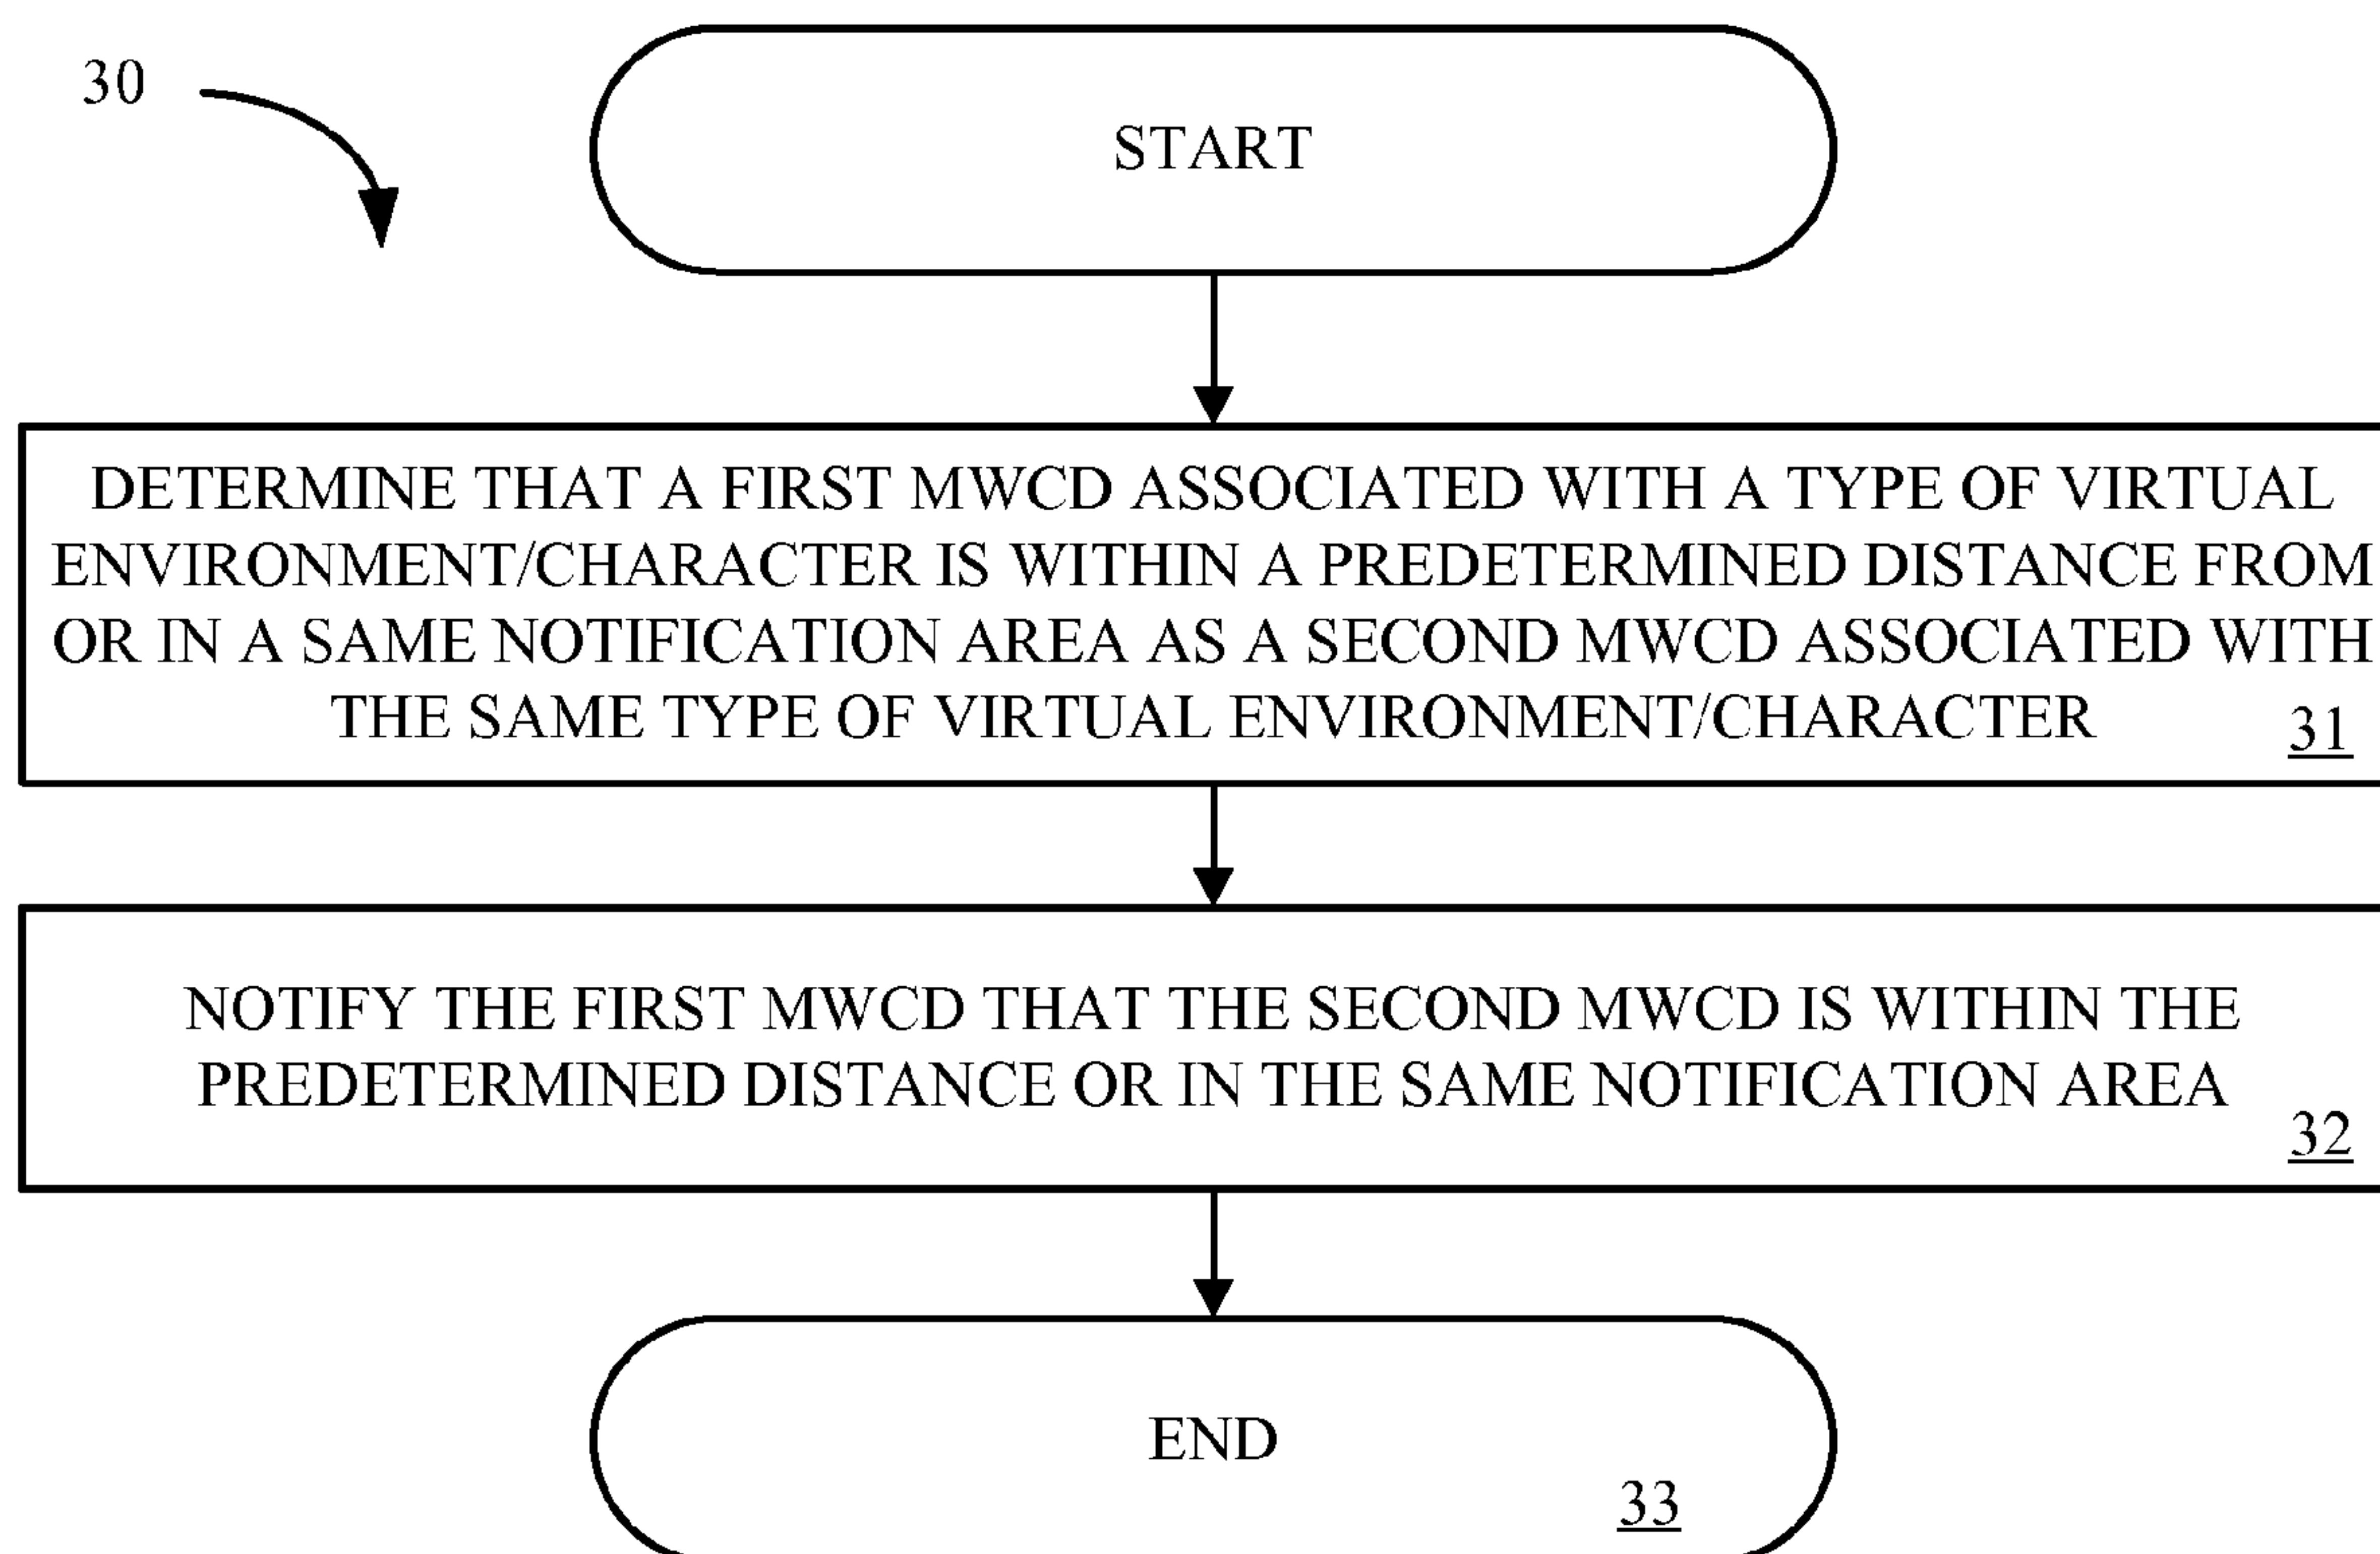 30
START
DETERMINE THAT A FIRST MWCD ASSOCIATED WITH A TYPE OF VIRTUAL
ENVIRONMENT/CHARACTER IS WITHIN A PREDETERMINED DISTANCE FROM
OR IN A SAME NOTIFICATION AREA AS A SECOND MWCD ASSOCIATED WITH
THE SAME TYPE OF VIRTUAL ENVIRONMENT/CHARACTER
31
NOTIFY THE FIRST MWCD THAT THE SECOND MWCD IS WITHIN THE
PREDETERMINED DISTANCE OR IN THE SAME NOTIFICATION AREA
32
END
33